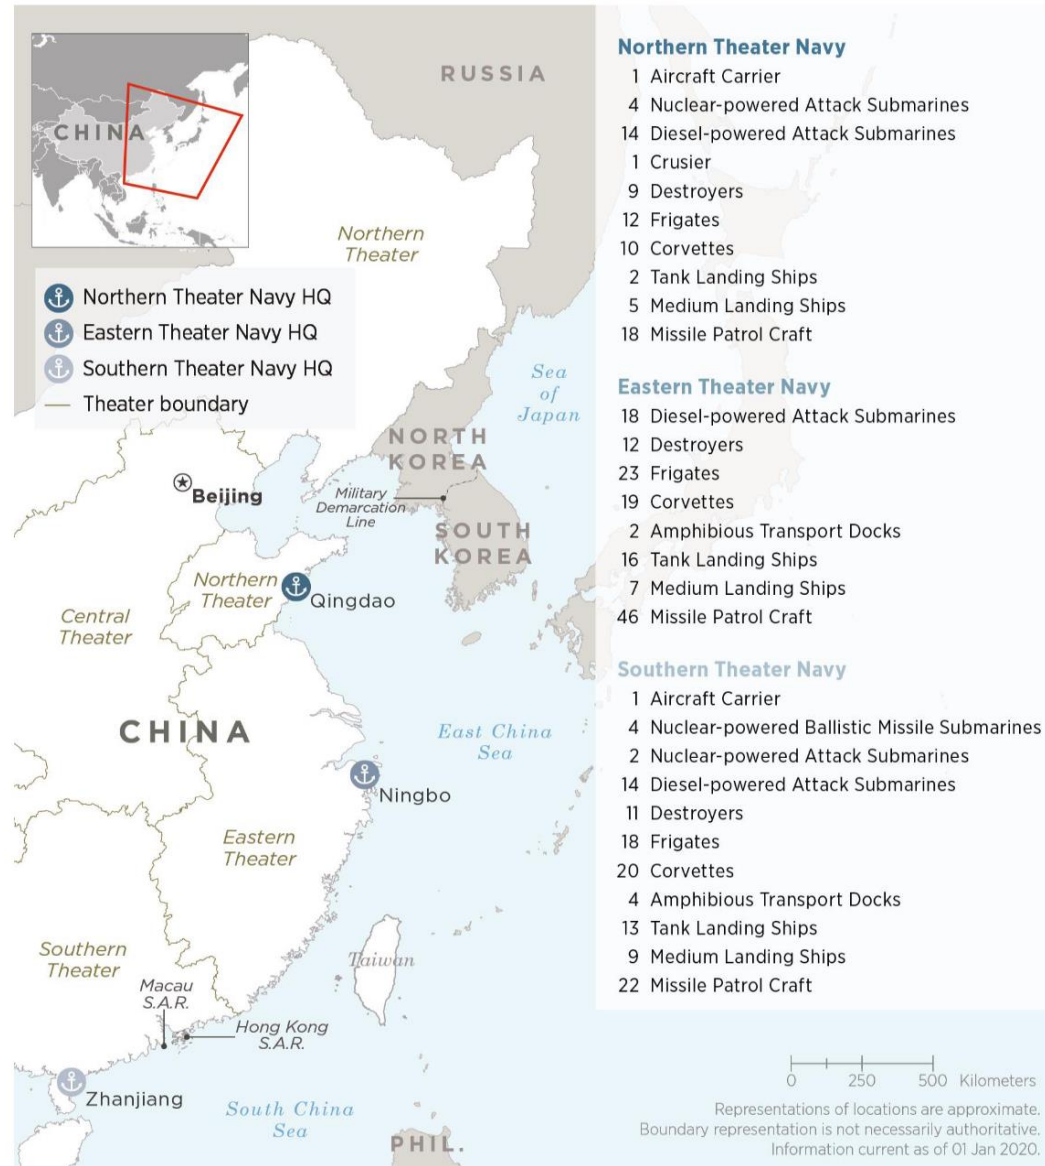 RUSSIA
CHINA
Northern
Theater
Northern Theater Navy HQ
Eastern Theater Navy HQ
Southern Theater Navy HQ
Theater boundary
Sea
of
Japan
NORTH
KOREA
Beijing
Military
Demarcation
Line
SOUTH
KOREA
Northern
Theater
Qingdao
Central
Theater
CHINA
East China
Sea
Ningbo
Eastern
Theater
Southern
Theater
Taiwan
Macau
S.A.R.
Hong Kong
S.A.R.
Zhanjiang
South China
Sea
PHIL.
Northern Theater Navy
1 Aircraft Carrier
4 Nuclear-powered Attack Submarines
14 Diesel-powered Attack Submarines
1 Crusier
9 Destroyers
12 Frigates
10 Corvettes
2 Tank Landing Ships
5 Medium Landing Ships
18 Missile Patrol Craft
Eastern Theater Navy
18 Diesel-powered Attack Submarines
12 Destroyers
23 Frigates
19 Corvettes
2 Amphibious Transport Docks
16 Tank Landing Ships
7 Medium Landing Ships
46 Missile Patrol Craft
Southern Theater Navy
1 Aircraft Carrier
4 Nuclear-powered Ballistic Missile Submarines
2 Nuclear-powered Attack Submarines
14 Diesel-powered Attack Submarines
11 Destroyers
18 Frigates
20 Corvettes
4 Amphibious Transport Docks
13 Tank Landing Ships
9 Medium Landing Ships
22 Missile Patrol Craft
0 250 500 Kilometers
Representations of locations are approximate.
Boundary representation is not necessarily authoritative.
Information current as of 01 Jan 2020.